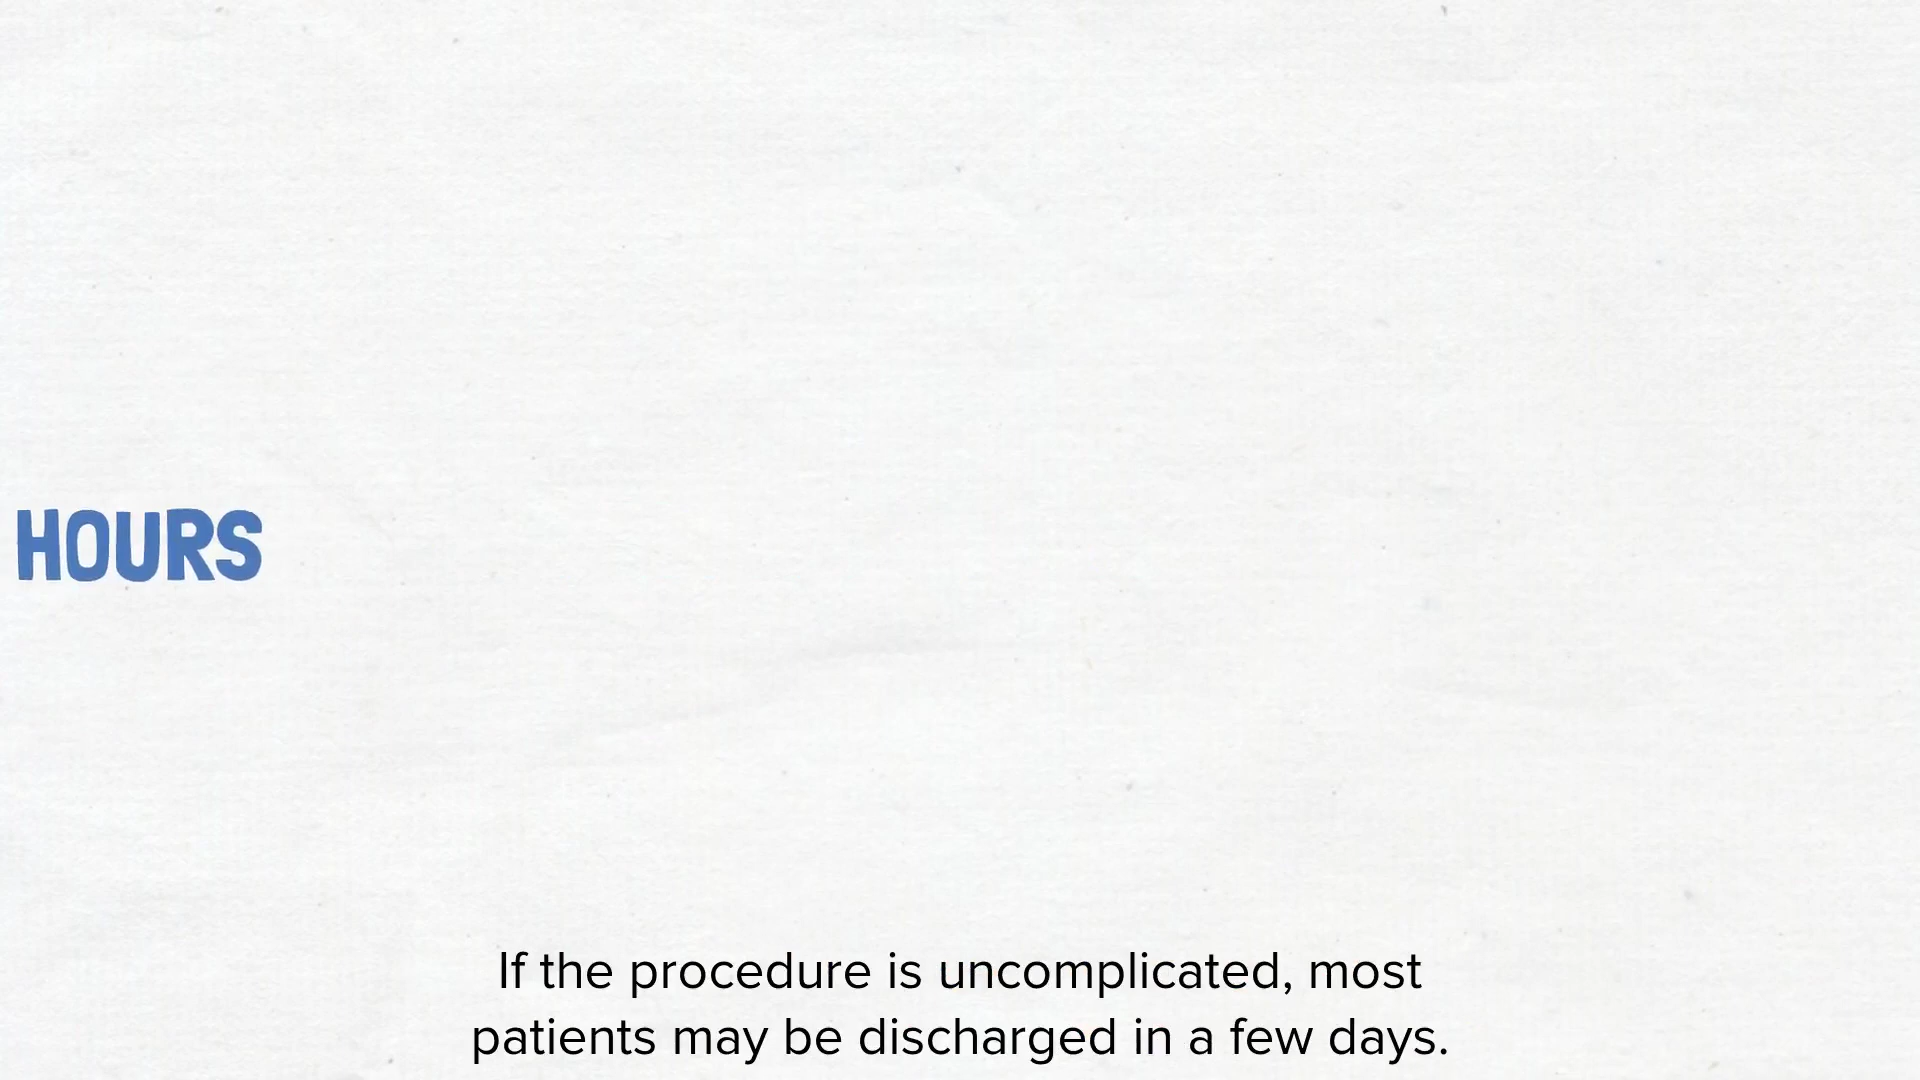 HOURS
If the procedure is uncomplicated, most
patients may be discharged in a few days.